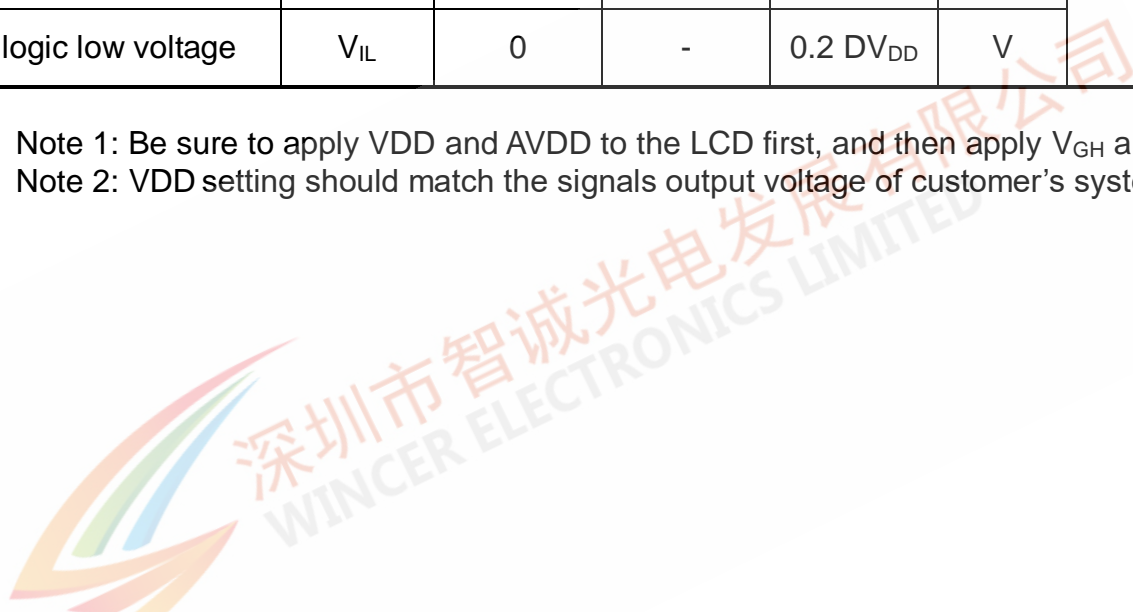 logic low voltage VIL 0 - 0.2 DVDD V
Note 1: Be sure to apply VDD and AVDD to the LCD first, and then apply VGH a
Note 2: VDD setting should match the signals output voltage of customer's syst
深圳市智诚光电发展有限公司
WINCER ELECTRONICS LIMITED